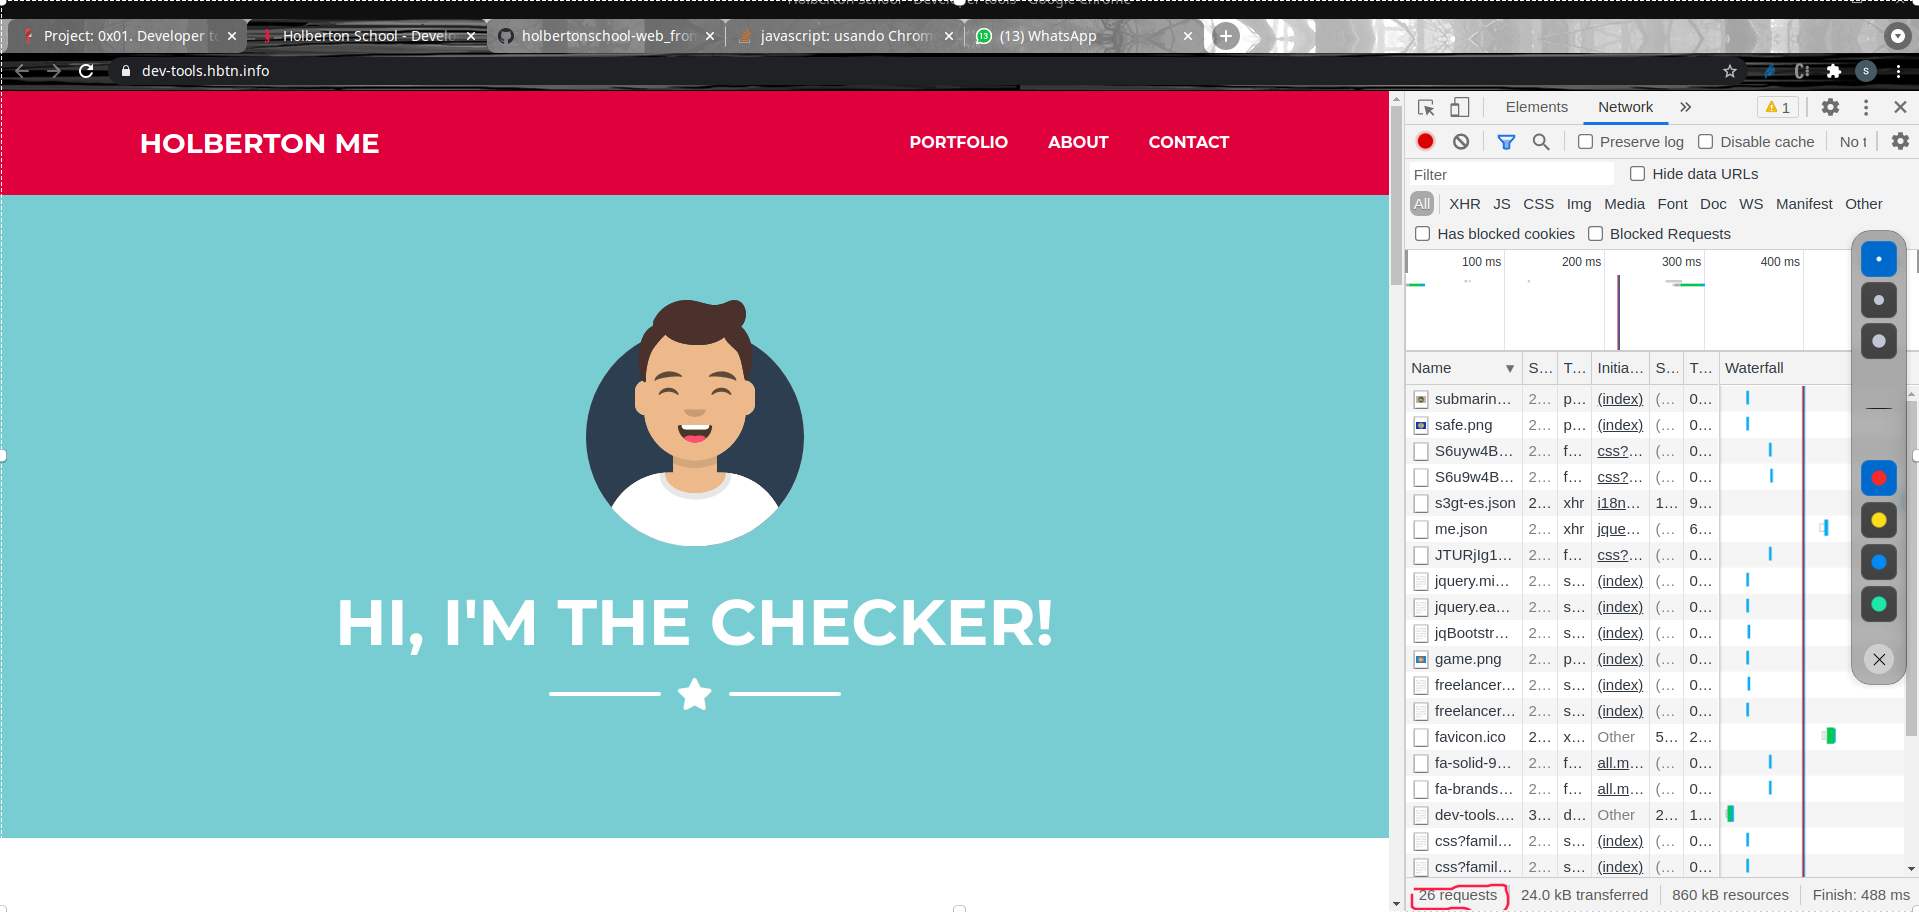 Holberton School - Developer tools - Google Chrome
Project: 0x01. Developer to
Holberton School - Develo
holbertonschool-web_fron
javascript: usando Chrome
(13) WhatsApp
dev-tools.hbtn.info
S
HOLBERTON ME
PORTFOLIO ABOUT CONTACT
HI, I'M THE CHECKER!
Elements Network 1
Preserve log Disable cache No t
Filter Hide data URLs
All XHR JS CSS Img Media Font Doc WS Manifest Other
Has blocked cookies Blocked Requests
100 ms 200 ms 300 ms 400 ms
Name S... T... Initia... S... T... Waterfall
submarin... 2... p... (index) (... 0...
safe.png 2... p... (index) (... 0...
S6uyw4B... 2... f... css?... (... 0...
S6u9w4B... 2... f... css?... (... 0...
s3gt-es.json 2... xhr i18n... 1... 9...
me.json 2... xhr jque... (... 6...
JTURjIg1... 2... f... css?... (... 0...
jquery.mi... 2... s... (index) (... 0...
jquery.ea... 2... s... (index) (... 0...
jqBootstr... 2... s... (index) (... 0...
game.png 2... p... (index) (... 0...
freelancer... 2... s... (index) (... 0...
freelancer... 2... s... (index) (... 0...
favicon.ico 2... x... Other 5... 2...
fa-solid-9... 2... f... all.m... (... 0...
fa-brands... 2... f... all.m... (... 0...
dev-tools.... 3... d... Other 2... 1...
css?famil... 2... s... (index) (... 0...
css?famil... 2... s... (index) (... 0...
26 requests 24.0 kB transferred 860 kB resources Finish: 488 ms